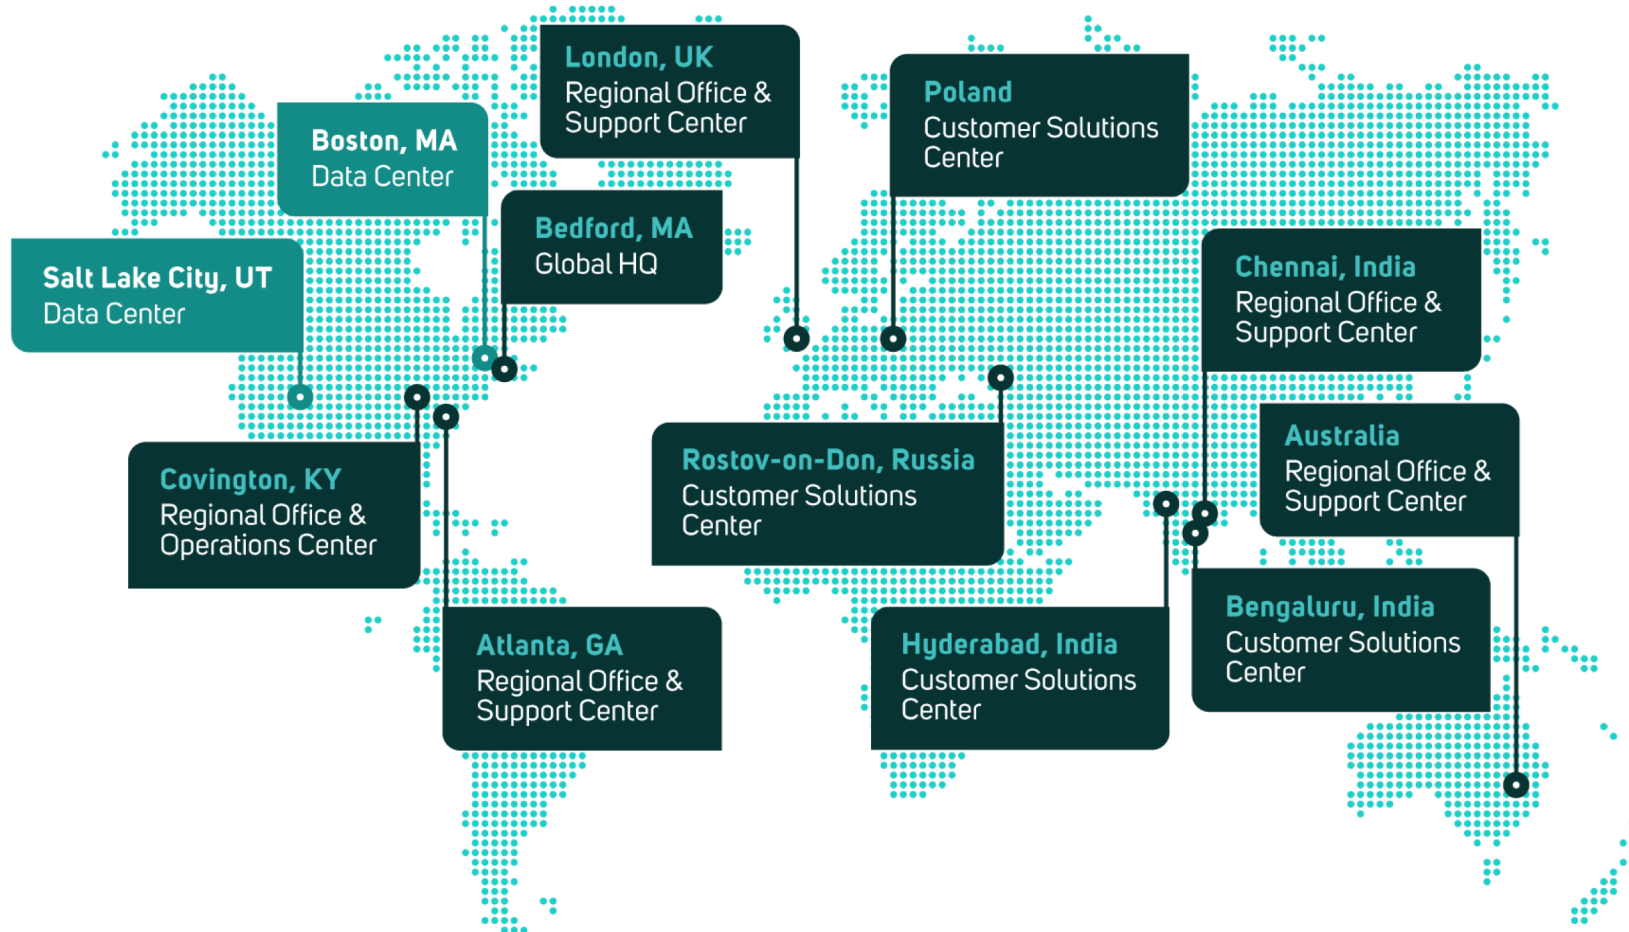 London, UK
Regional Office &
Support Center
Poland
Customer Solutions
Center
Boston, MA
Data Center
Bedford, MA
Global HQ
Salt Lake City, UT
Data Center
Chennai, India
Regional Office &
Support Center
Covington, KY
Regional Office &
Operations Center
Rostov-on-Don, Russia
Customer Solutions
Center
Australia
Regional Office &
Support Center
Atlanta, GA
Regional Office &
Support Center
Hyderabad, India
Customer Solutions
Center
Bengaluru, India
Customer Solutions
Center